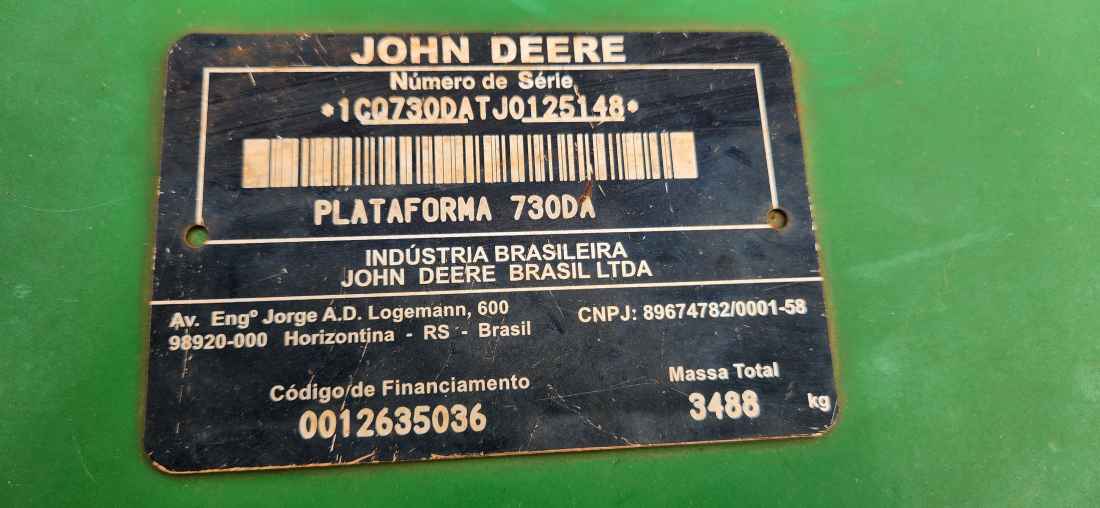 JOHN DEERE
Número de Série
*1CQ730DATJ0125148*
PLATAFORMA 730DA
INDÚSTRIA BRASILEIRA
JOHN DEERE BRASIL LTDA
Av. Engº Jorge A.D. Logemann, 600
98920-000 Horizontina - RS - Brasil
CNPJ: 89674782/0001-58
Código de Financiamento
0012635036
Massa Total
3488 kg